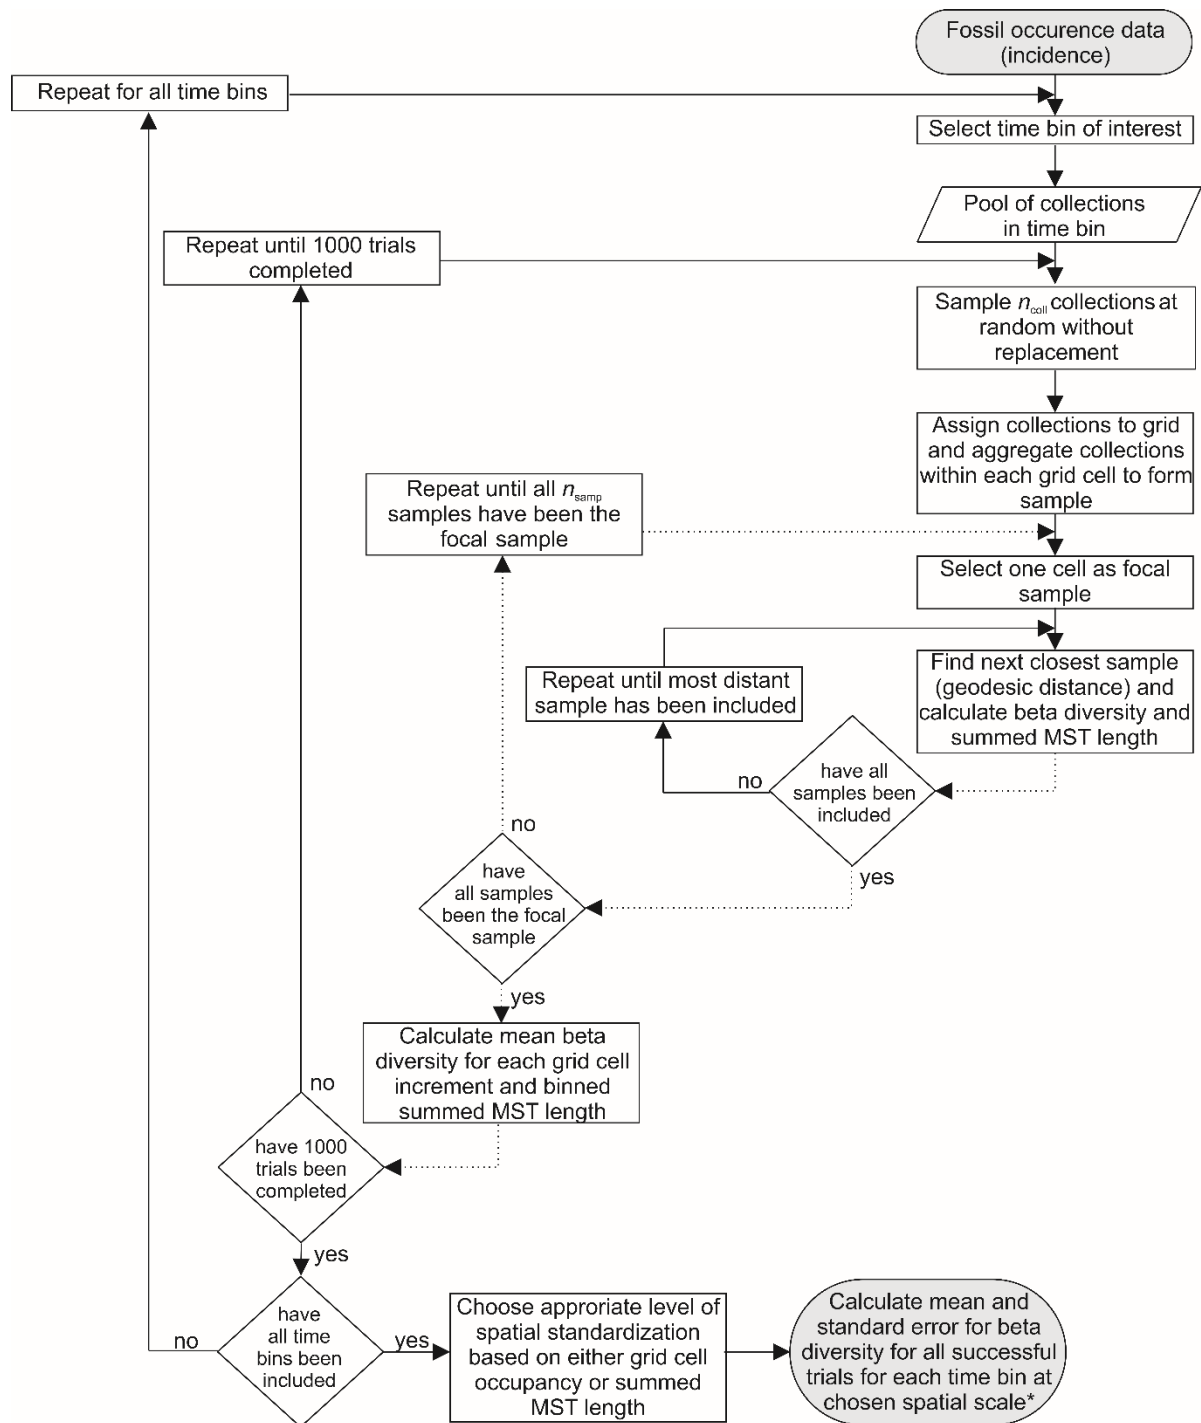 Fossil occurence data
(incidence)
Repeat for all time bins
Select time bin of interest
Pool of collections
in time bin
Repeat until 1000 trials
completed
Sample ncoll collections at
random without
replacement
Assign collections to grid
and aggregate collections
within each grid cell to form
sample
Repeat until all nsamp
samples have been the
focal sample
Select one cell as focal
sample
Find next closest sample
(geodesic distance) and
calculate beta diversity and
summed MST length
Repeat until most distant
sample has been included
no
have all
samples been
included
yes
no
have
all samples
been the focal
sample
yes
Calculate mean beta
diversity for each grid cell
increment and binned
summed MST length
no
have 1000
trials been
completed
yes
no
have
all time
bins been
included
yes
Choose approriate level of
spatial standardization
based on either grid cell
occupancy or summed
MST length
Calculate mean and
standard error for beta
diversity for all successful
trials for each time bin at
chosen spatial scale*